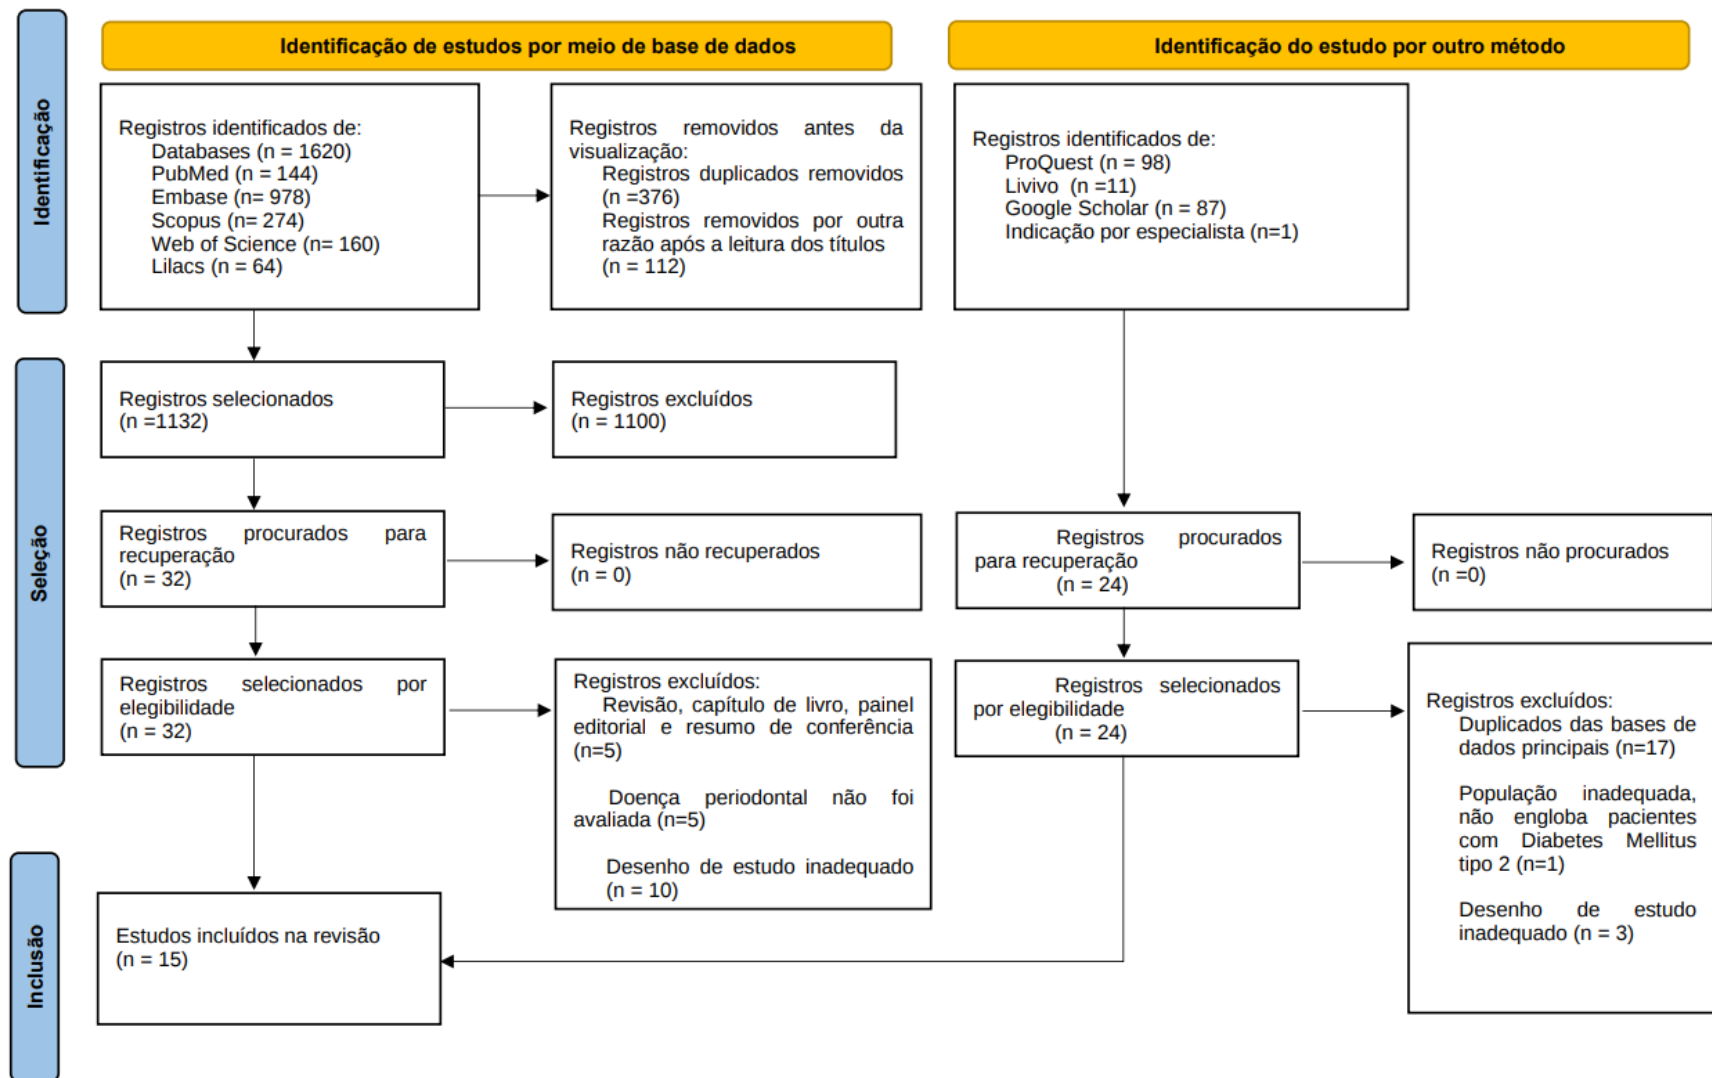 Identificação de estudos por meio de base de dados
Identificação do estudo por outro método
Identificação
Registros identificados de:
Databases (n = 1620)
PubMed (n = 144)
Embase (n= 978)
Scopus (n= 274)
Web of Science (n= 160)
Lilacs (n = 64)
Registros removidos antes da
visualização:
Registros duplicados removidos
(n =376)
Registros removidos por outra
razão após a leitura dos títulos
(n = 112)
Registros identificados de:
ProQuest (n = 98)
Livivo (n =11)
Google Scholar (n = 87)
Indicação por especialista (n=1)
Seleção
Registros selecionados
(n =1132)
Registros excluídos
(n = 1100)
Registros procurados para
recuperação
(n = 32)
Registros não recuperados
(n = 0)
Registros procurados
para recuperação
(n = 24)
Registros não procurados
(n =0)
Registros selecionados por
elegibilidade
(n = 32)
Registros excluídos:
Revisão, capítulo de livro, painel
editorial e resumo de conferência
(n=5)
Doença periodontal não foi
avaliada (n=5)
Desenho de estudo inadequado
(n = 10)
Registros selecionados
por elegibilidade
(n = 24)
Registros excluídos:
Duplicados das bases de
dados principais (n=17)
População inadequada,
não engloba pacientes
com Diabetes Mellitus
tipo 2 (n=1)
Desenho de estudo
inadequado (n = 3)
Inclusão
Estudos incluídos na revisão
(n = 15)